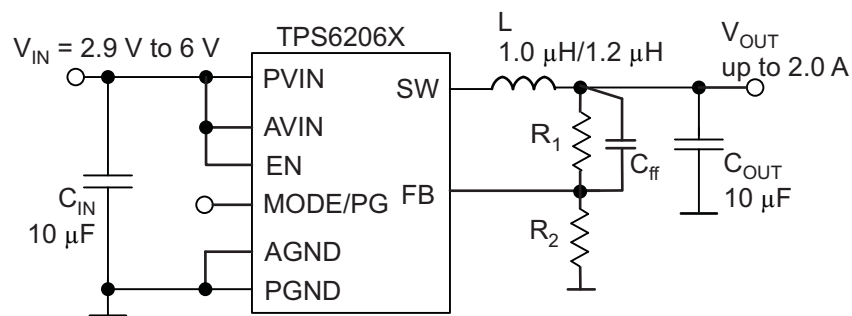 TPS6206X
L
1.0 μH/1.2 μH
V_IN = 2.9 V to 6 V
V_OUT
up to 2.0 A
PVIN
SW
AVIN
R_1
C_ff
EN
C_OUT
10 μF
C_IN
10 μF
MODE/PG
FB
R_2
AGND
PGND